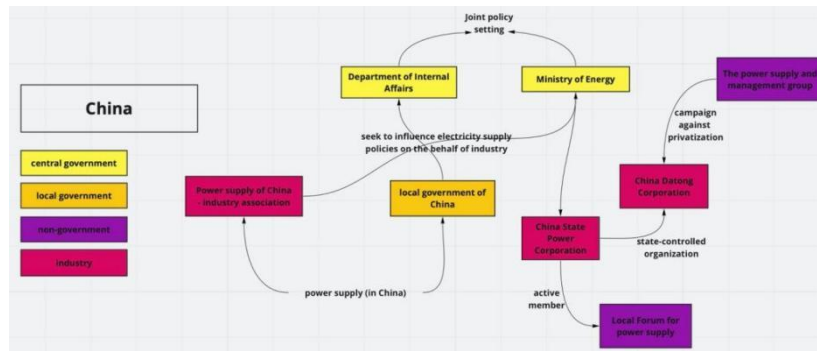 Joint policy
setting
Department of Internal
Affairs
Ministry of Energy
The power supply and
management group
China
campaign
against
privatization
seek to influence electricity supply
policies on the behalf of industry
central government
local government
non-government
industry
Power supply of China
- industry association
local government of
China
China Datong
Corporation
China State
Power
Corporation
state-controlled
organization
power supply (in China)
active
member
Local Forum for
power supply